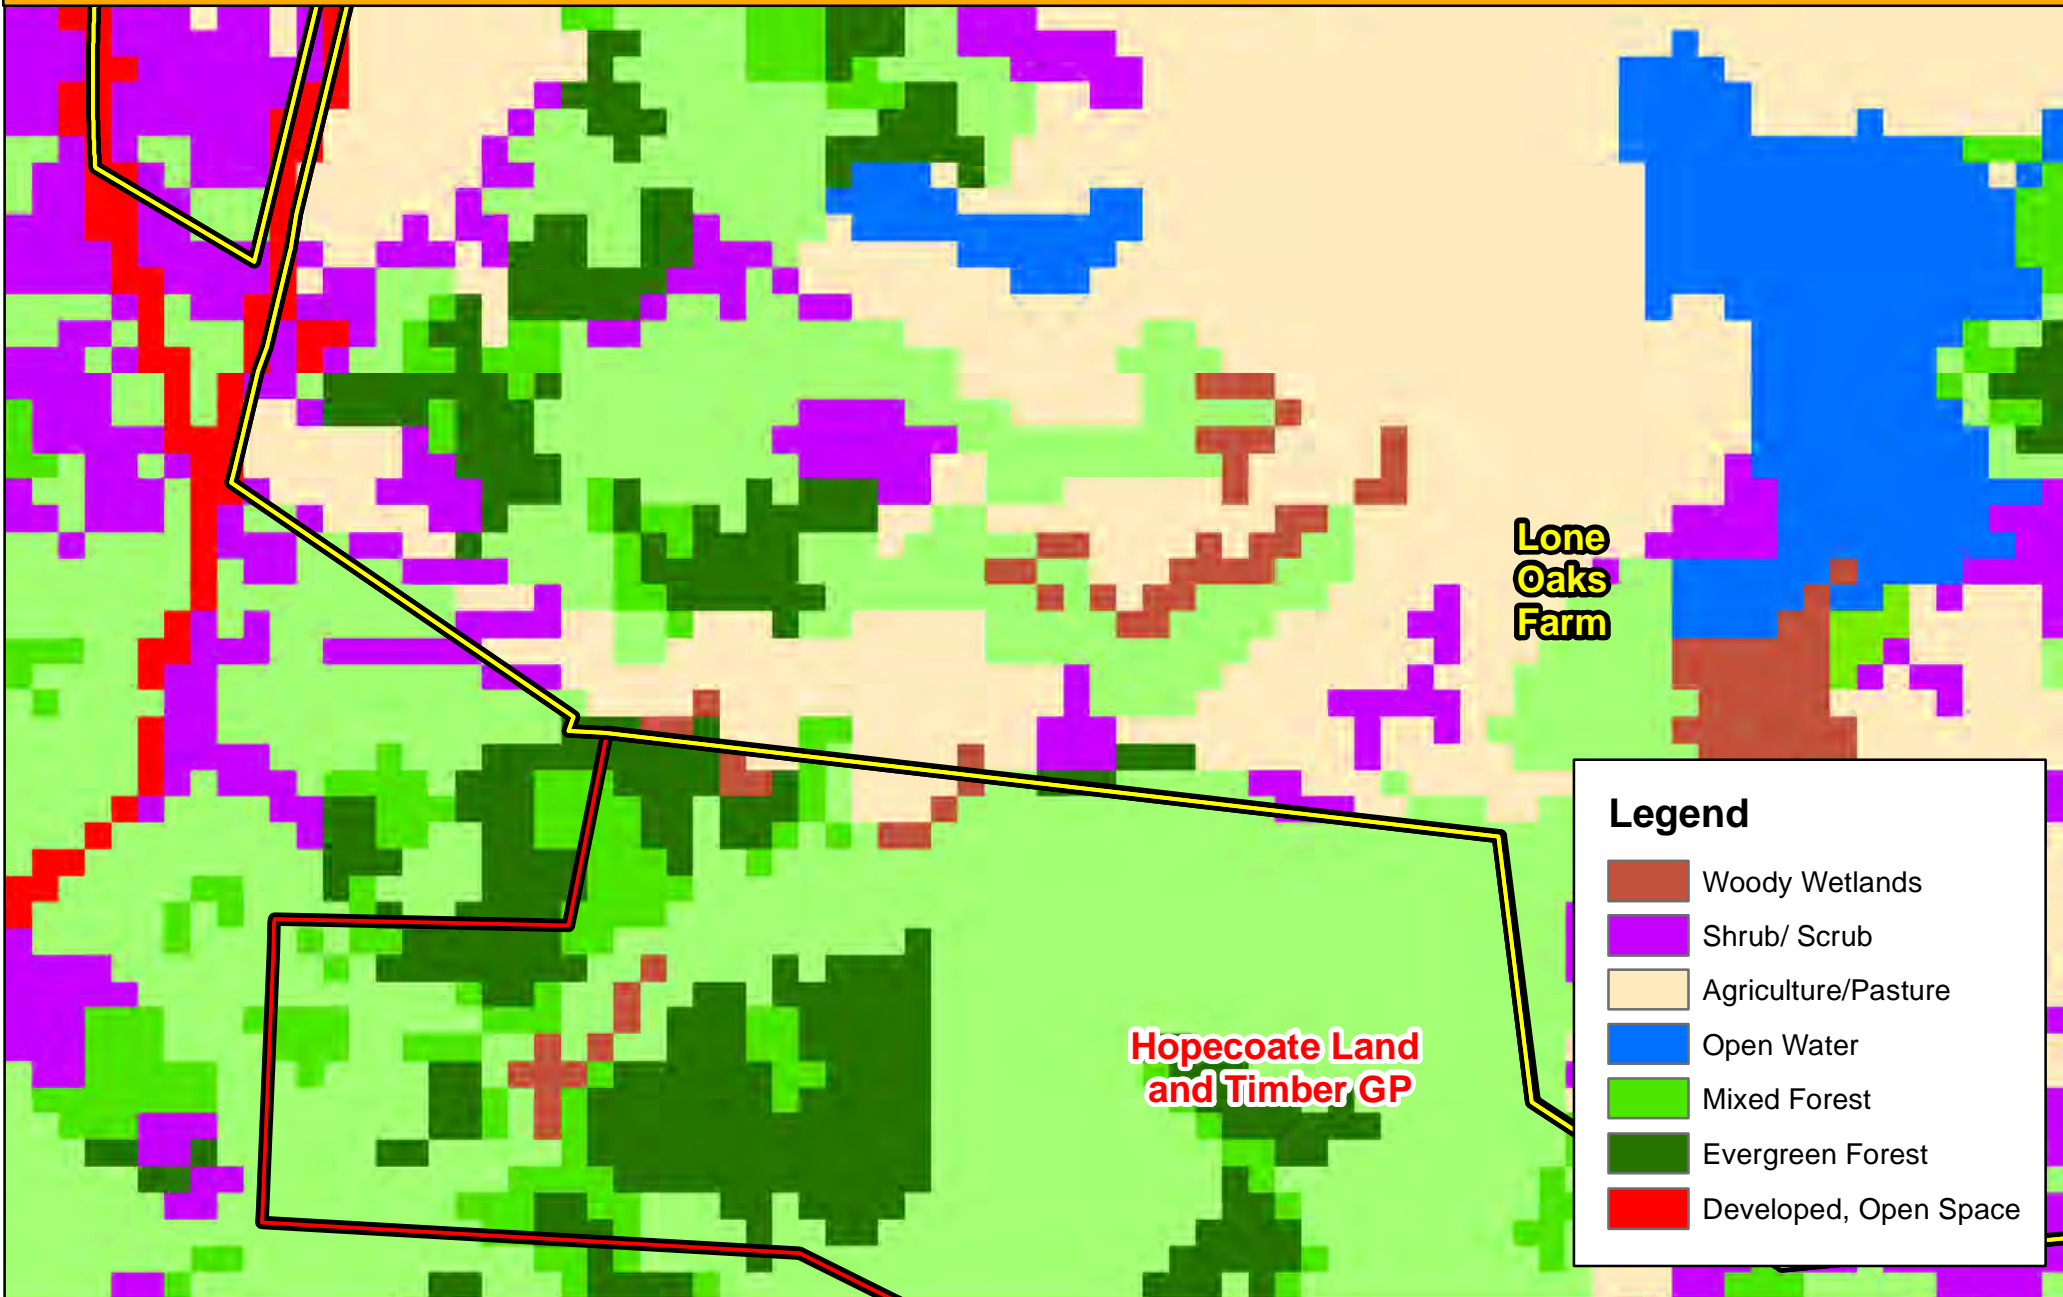 Lone
Oaks
Farm
Hopecoate Land
and Timber GP
Legend
Woody Wetlands
Shrub/ Scrub
Agriculture/Pasture
Open Water
Mixed Forest
Evergreen Forest
Developed, Open Space